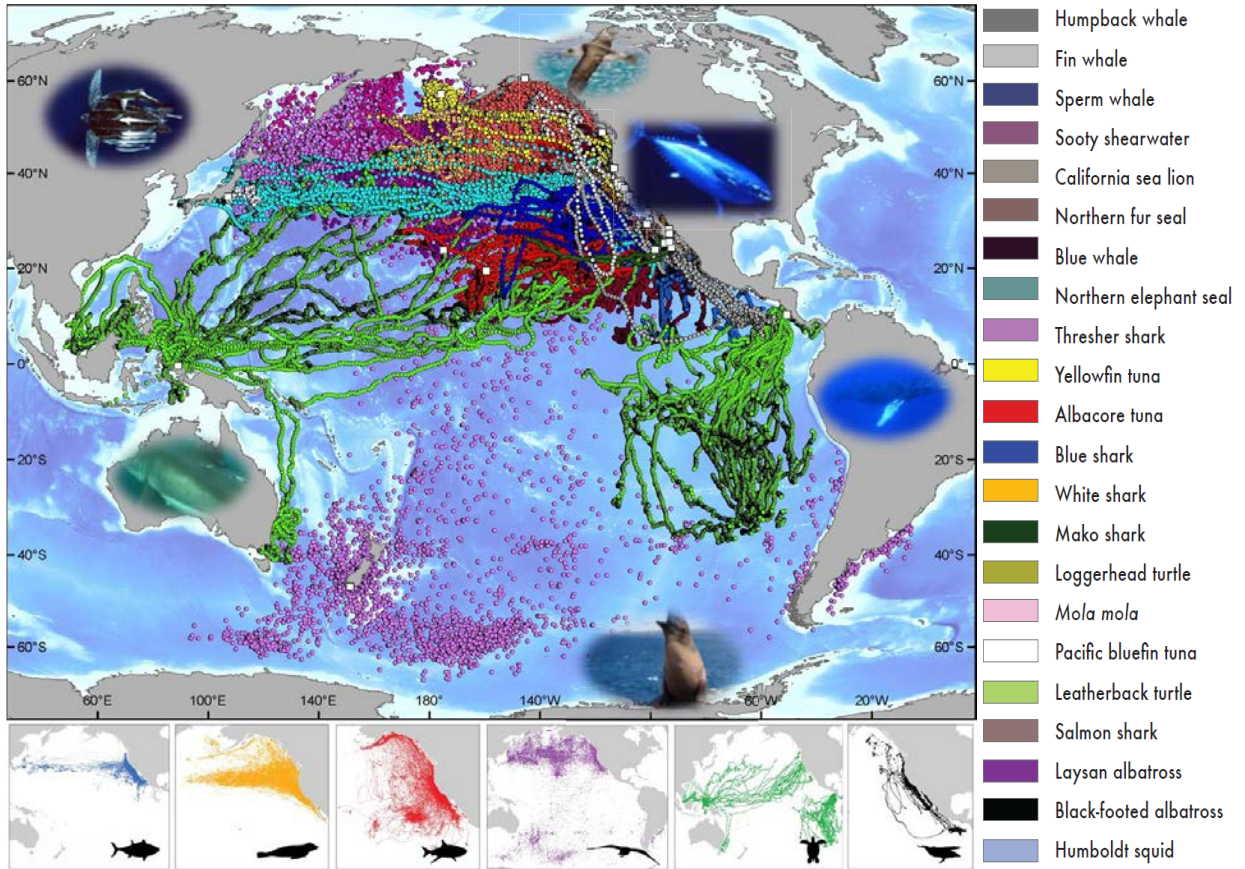 Humpback whale
Fin whale
Sperm whale
Sooty shearwater
California sea lion
Northern fur seal
Blue whale
Northern elephant seal
Thresher shark
Yellowfin tuna
Albacore tuna
Blue shark
White shark
Mako shark
Loggerhead turtle
Mola mola
Pacific bluefin tuna
Leatherback turtle
Salmon shark
Laysan albatross
Black-footed albatross
Humboldt squid
60°N
60°N
40°N
40°N
20°N
20°N
0°
0°
20°S
20°S
40°S
40°S
60°S
60°S
60°E
100°E
140°E
180°
140°W
60°W
20°W